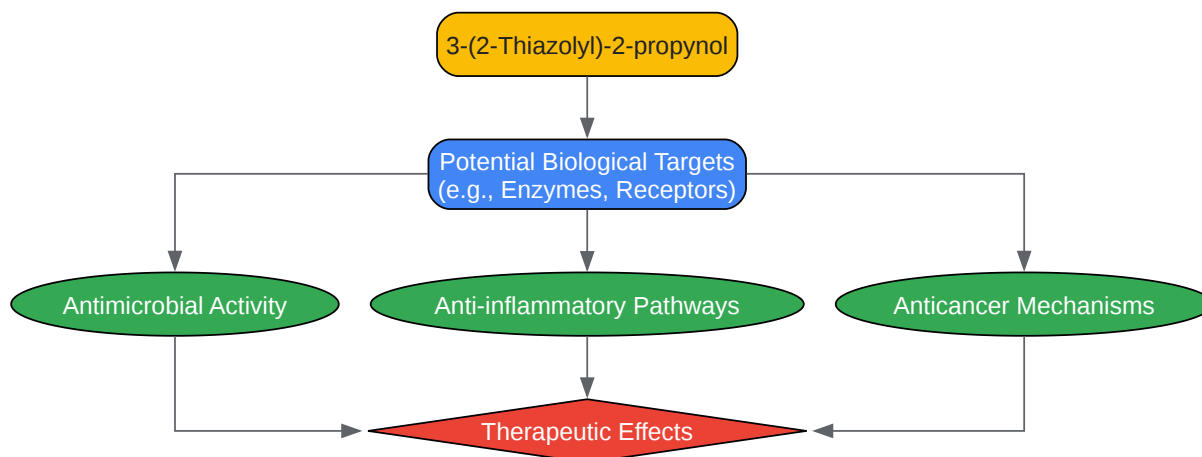 3-(2-Thiazolyl)-2-propynol
Potential Biological Targets
(e.g., Enzymes, Receptors)
Antimicrobial Activity
Anti-inflammatory Pathways
Anticancer Mechanisms
Therapeutic Effects